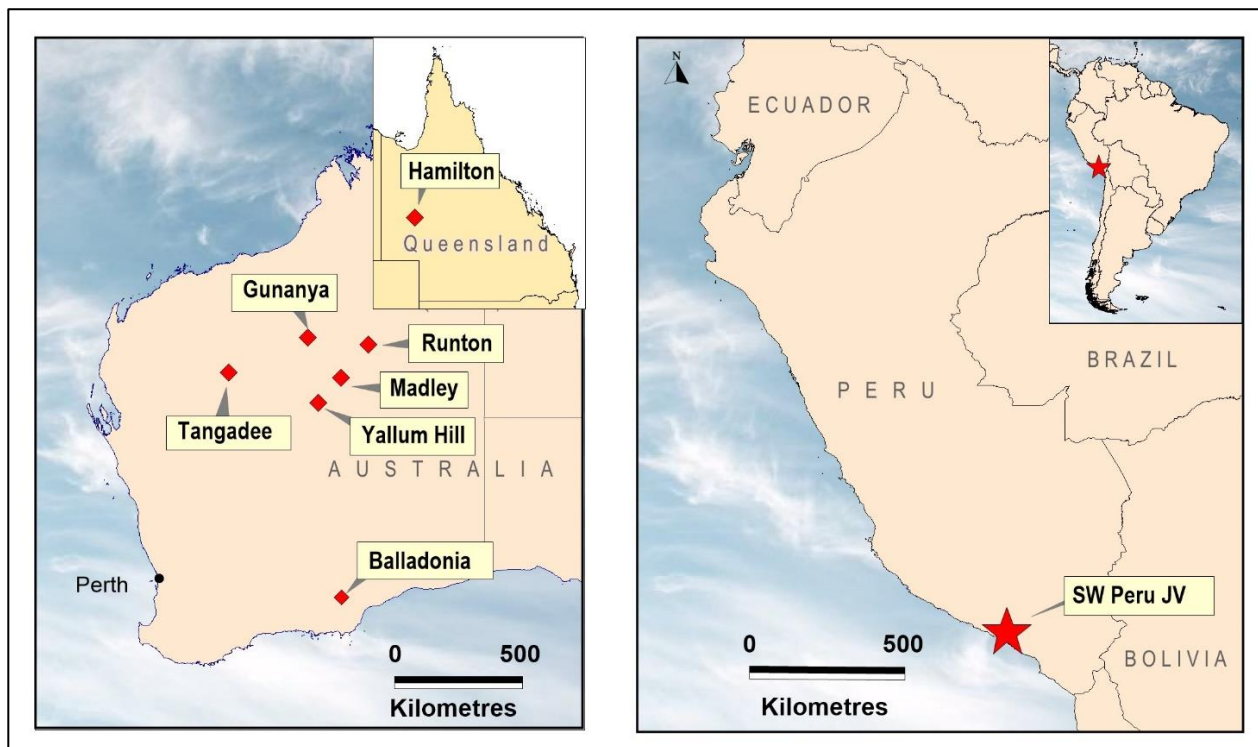 Hamilton
Queensland
Gunanya
Runton
Madley
Tangadee
Yallum Hill
AUSTRALIA
Balladonia
Perth
0 500
Kilometres
N
ECUADOR
PERU
BRAZIL
SW Peru JV
BOLIVIA
0 500
Kilometres